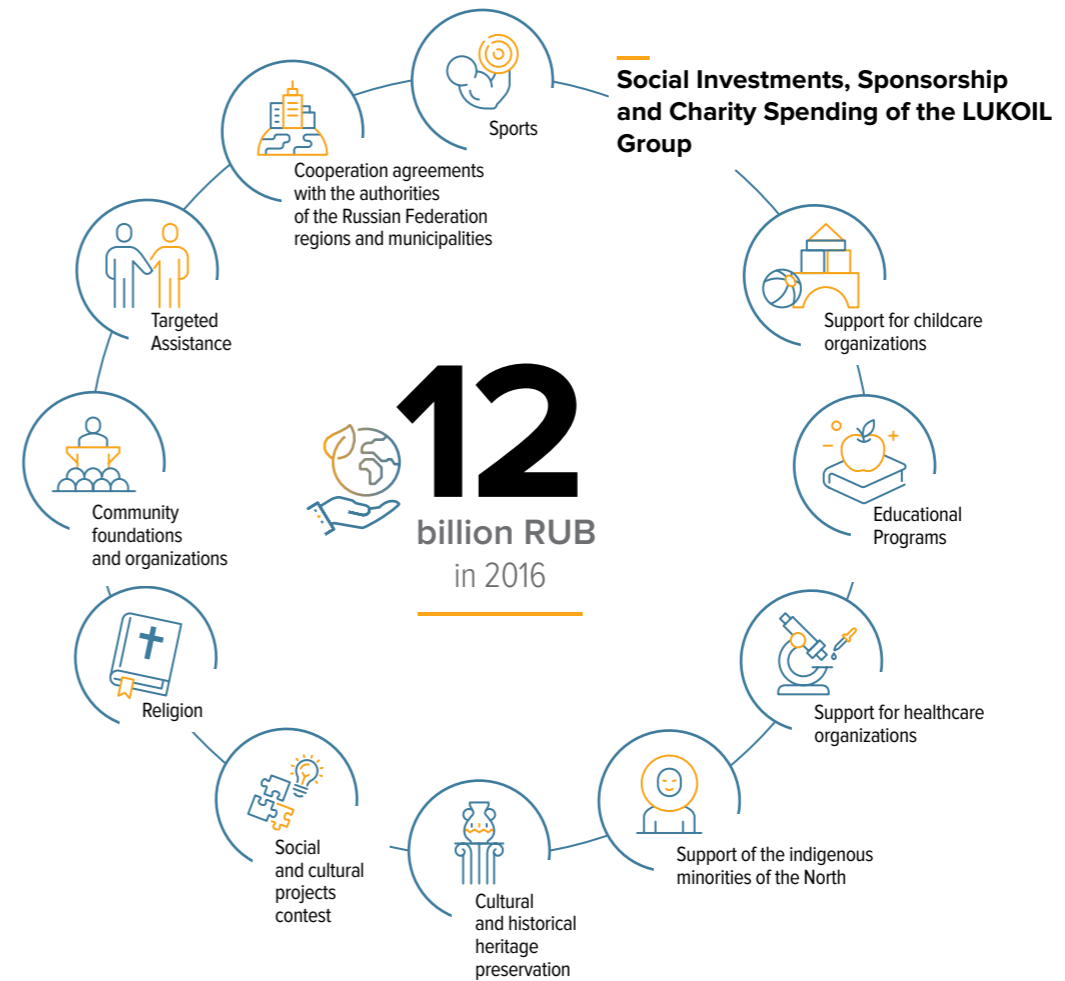 Social Investments, Sponsorship
and Charity Spending of the LUKOIL
Group
Sports
Cooperation agreements
with the authorities
of the Russian Federation
regions and municipalities
Targeted
Assistance
Community
foundations
and organizations
Religion
Social
and cultural
projects
contest
Cultural
and historical
heritage
preservation
Support of the indigenous
minorities of the North
Support for healthcare
organizations
Educational
Programs
Support for childcare
organizations
12
billion RUB
in 2016